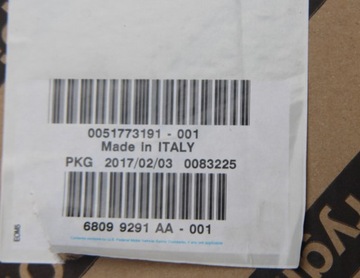 0051773191 - 001
Made In ITALY
PKG 2017/02/03 0083225
6809 9291 AA - 001